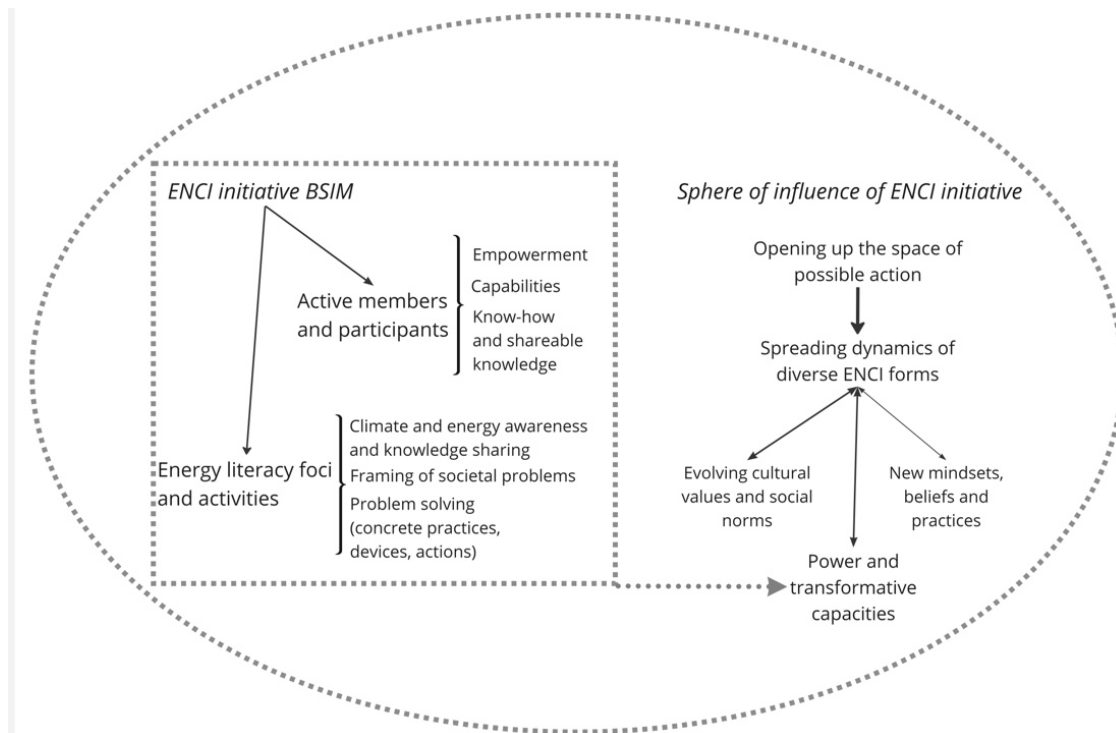 ENCI initiative BSIM
Active members
and participants
Empowerment
Capabilities
Know-how
and shareable
knowledge
Energy literacy foci
and activities
Climate and energy awareness
and knowledge sharing
Framing of societal problems
Problem solving
(concrete practices,
devices, actions)
Sphere of influence of ENCI initiative
Opening up the space of
possible action
Spreading dynamics of
diverse ENCI forms
Evolving cultural
values and social
norms
New mindsets,
beliefs and
practices
Power and
transformative
capacities